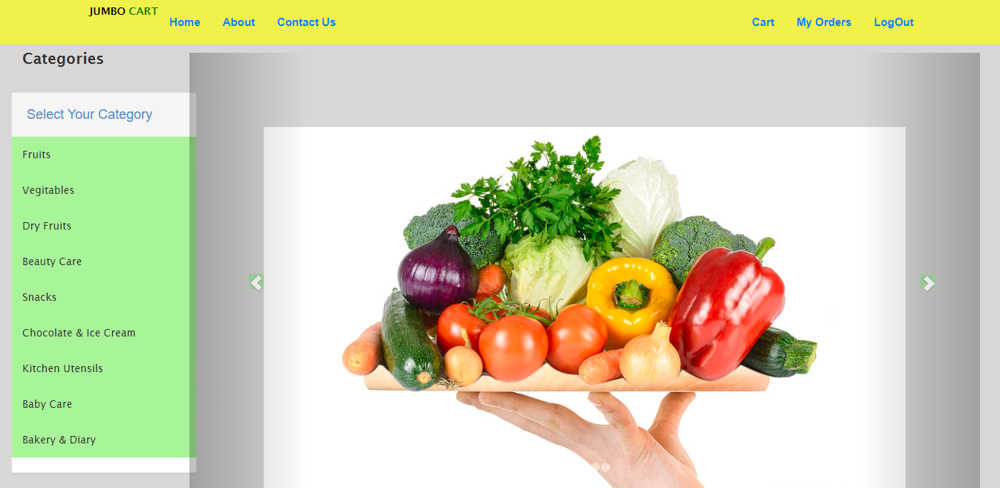 JUMBO CART
Home About Contact Us Cart My Orders LogOut
Categories
Select Your Category
Fruits
Vegitables
Dry Fruits
Beauty Care
Snacks
Chocolate & Ice Cream
Kitchen Utensils
Baby Care
Bakery & Diary